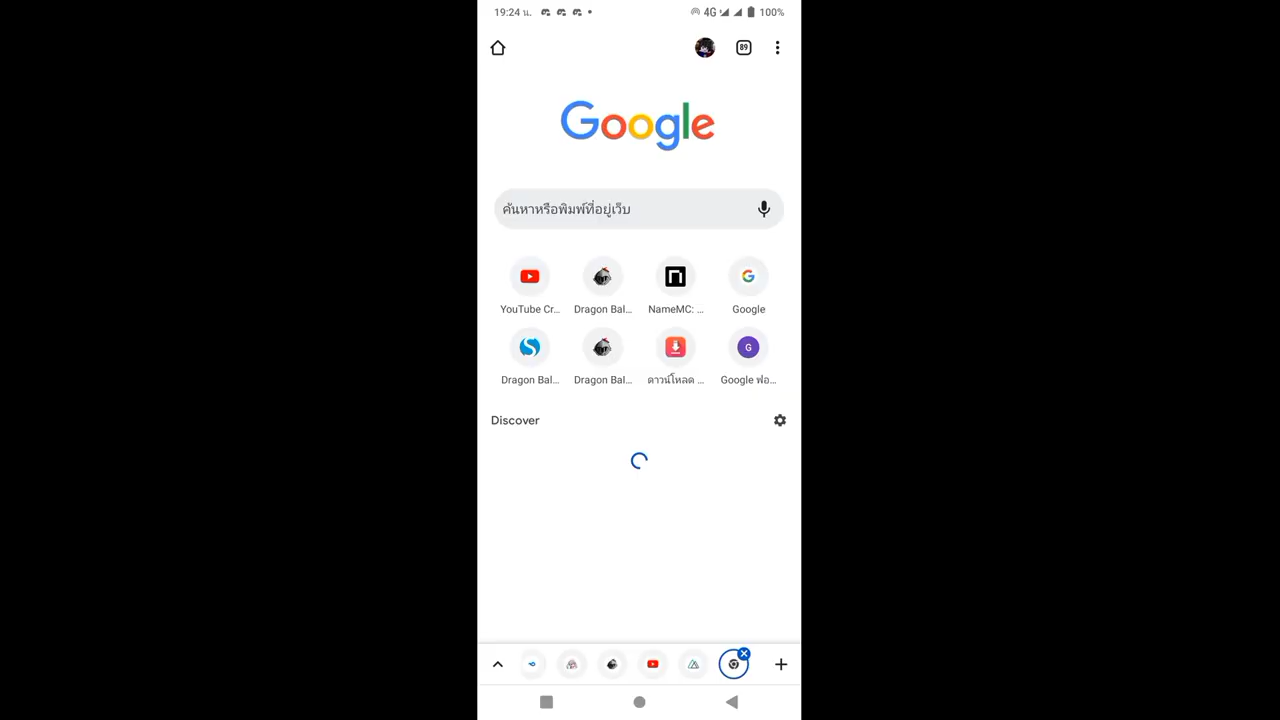 19:24 น.
4G
100%
89
Google
ค้นหาหรือพิมพ์ที่อยู่เว็บ
YouTube Cr...
Dragon Bal...
NameMC: ...
Google
G
Dragon Bal...
Dragon Bal...
ดาวน์โหลด ...
Google ฟอ...
Discover